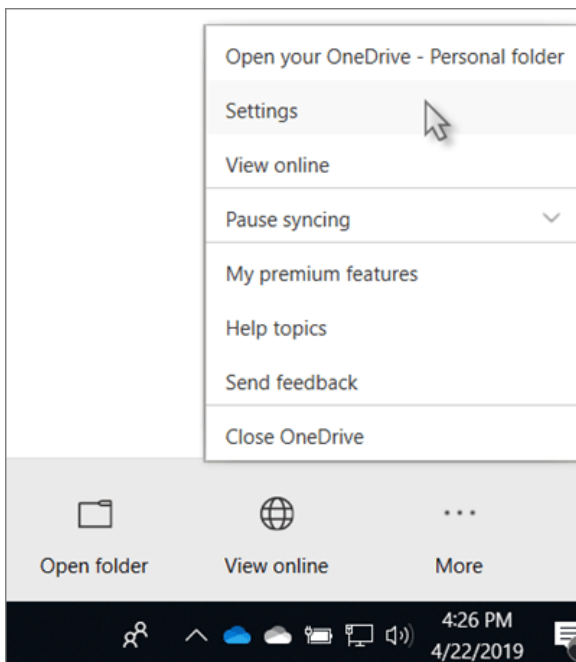 Open your OneDrive - Personal folder
Settings
View online
Pause syncing
My premium features
Help topics
Send feedback
Close OneDrive
Open folder
View online
More
4:26 PM
4/22/2019